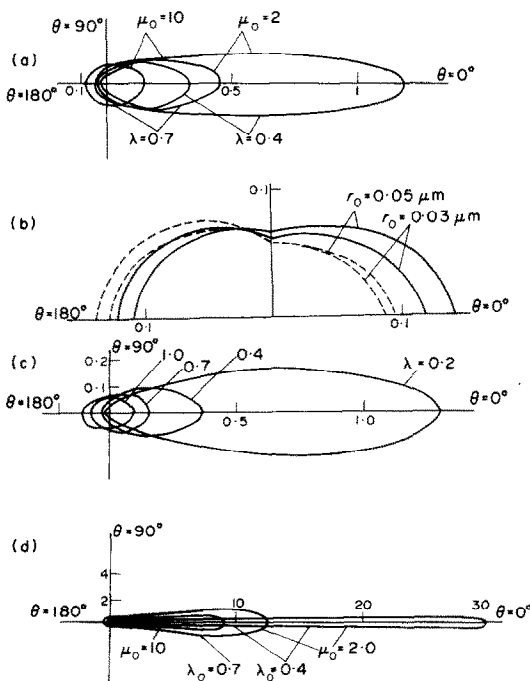 θ=90°
μ₀=10
μ₀=2
(a)
0.1
0.5
1
θ=0°
θ=180°
λ=0.7
λ=0.4
(b)
0.1
r₀=0.05 μm
r₀=0.03 μm
θ=180°
0.1
0.1
θ=0°
(c)
θ=90°
0.2
1.0
0.7
0.4
λ=0.2
0.1
θ=180°
0.5
1.0
θ=0°
(d)
θ=90°
4
2
θ=180°
10
20
30
θ=0°
μ₀=10
λ₀=0.7
λ₀=0.4
μ₀=2.0